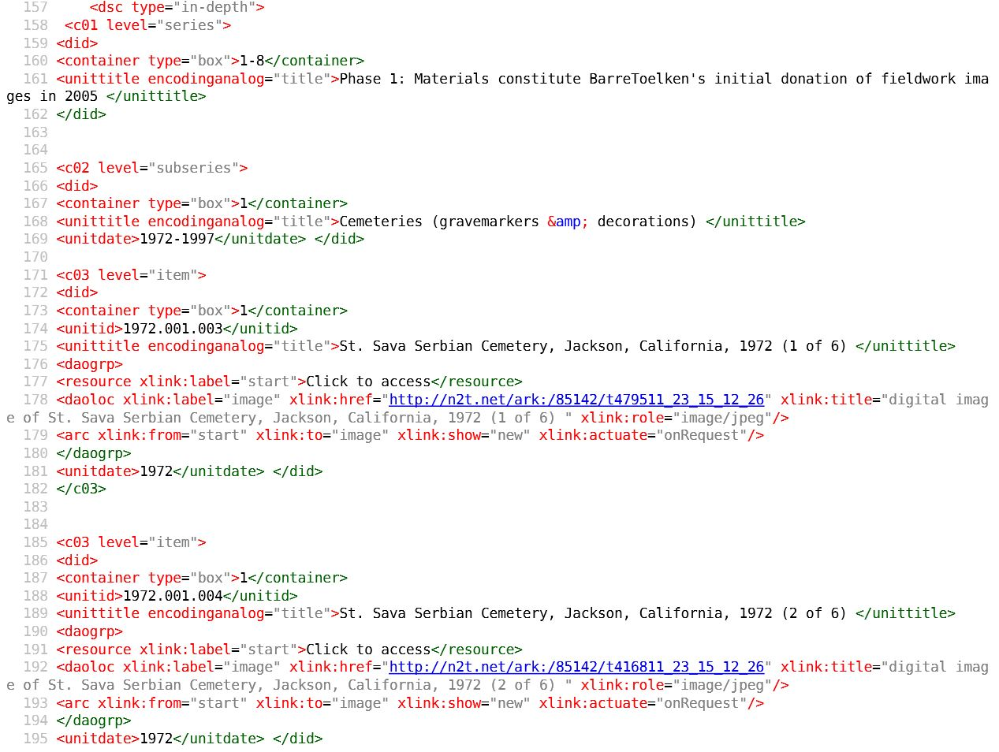 157     <dsc type="in-depth">
158  <c01 level="series">
159 <did>
160 <container type="box">1-8</container>
161 <unittitle encodinganalog="title">Phase 1: Materials constitute BarreToelken's initial donation of fieldwork ima
ges in 2005 </unittitle>
162 </did>
163
164
165 <c02 level="subseries">
166 <did>
167 <container type="box">1</container>
168 <unittitle encodinganalog="title">Cemeteries (gravemarkers &amp; decorations) </unittitle>
169 <unitdate>1972-1997</unitdate> </did>
170
171 <c03 level="item">
172 <did>
173 <container type="box">1</container>
174 <unitid>1972.001.003</unitid>
175 <unittitle encodinganalog="title">St. Sava Serbian Cemetery, Jackson, California, 1972 (1 of 6) </unittitle>
176 <daogrp>
177 <resource xlink:label="start">Click to access</resource>
178 <daoloc xlink:label="image" xlink:href="http://n2t.net/ark:/85142/t479511_23_15_12_26" xlink:title="digital imag
e of St. Sava Serbian Cemetery, Jackson, California, 1972 (1 of 6) " xlink:role="image/jpeg"/>
179 <arc xlink:from="start" xlink:to="image" xlink:show="new" xlink:actuate="onRequest"/>
180 </daogrp>
181 <unitdate>1972</unitdate> </did>
182 </c03>
183
184
185 <c03 level="item">
186 <did>
187 <container type="box">1</container>
188 <unitid>1972.001.004</unitid>
189 <unittitle encodinganalog="title">St. Sava Serbian Cemetery, Jackson, California, 1972 (2 of 6) </unittitle>
190 <daogrp>
191 <resource xlink:label="start">Click to access</resource>
192 <daoloc xlink:label="image" xlink:href="http://n2t.net/ark:/85142/t416811_23_15_12_26" xlink:title="digital imag
e of St. Sava Serbian Cemetery, Jackson, California, 1972 (2 of 6) " xlink:role="image/jpeg"/>
193 <arc xlink:from="start" xlink:to="image" xlink:show="new" xlink:actuate="onRequest"/>
194 </daogrp>
195 <unitdate>1972</unitdate> </did>